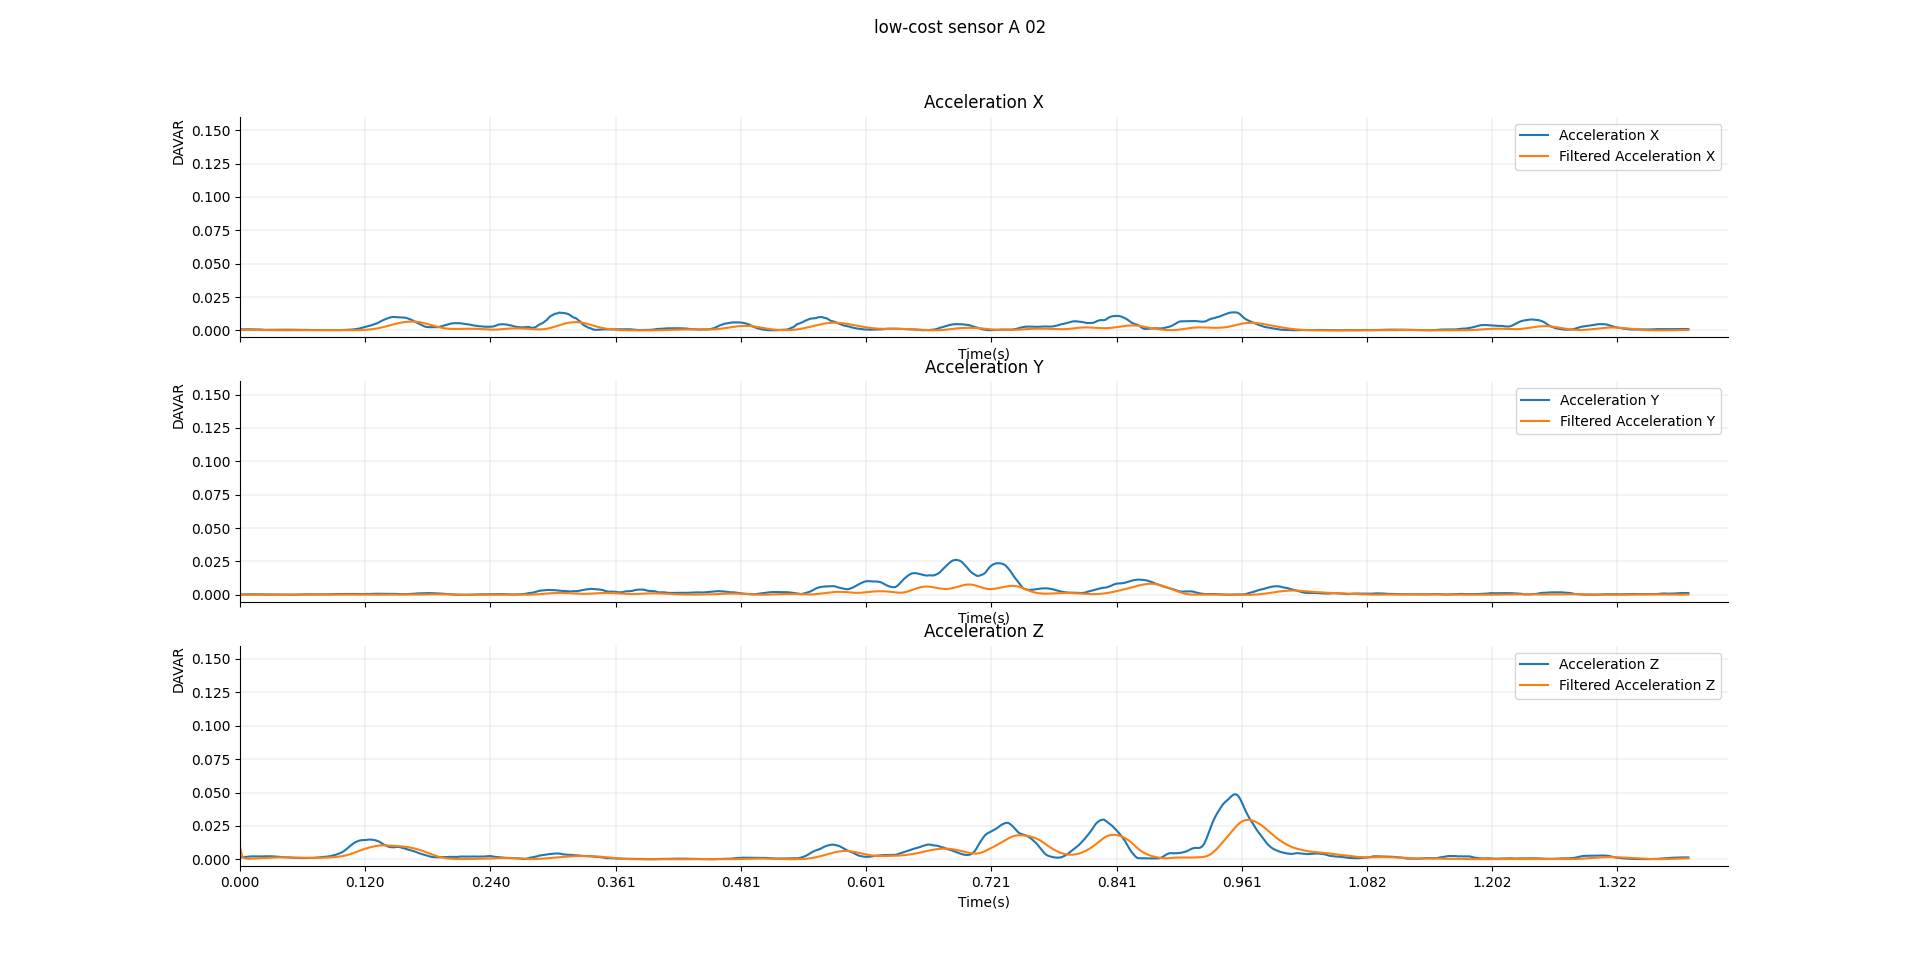 low-cost sensor A 02
Acceleration X
DAVAR
0.150
0.125
0.100
0.075
0.050
0.025
0.000
Acceleration X
Filtered Acceleration X
Time(s)
Acceleration Y
DAVAR
0.150
0.125
0.100
0.075
0.050
0.025
0.000
Acceleration Y
Filtered Acceleration Y
Time(s)
Acceleration Z
DAVAR
0.150
0.125
0.100
0.075
0.050
0.025
0.000
Acceleration Z
Filtered Acceleration Z
0.000 0.120 0.240 0.361 0.481 0.601 0.721 0.841 0.961 1.082 1.202 1.322
Time(s)